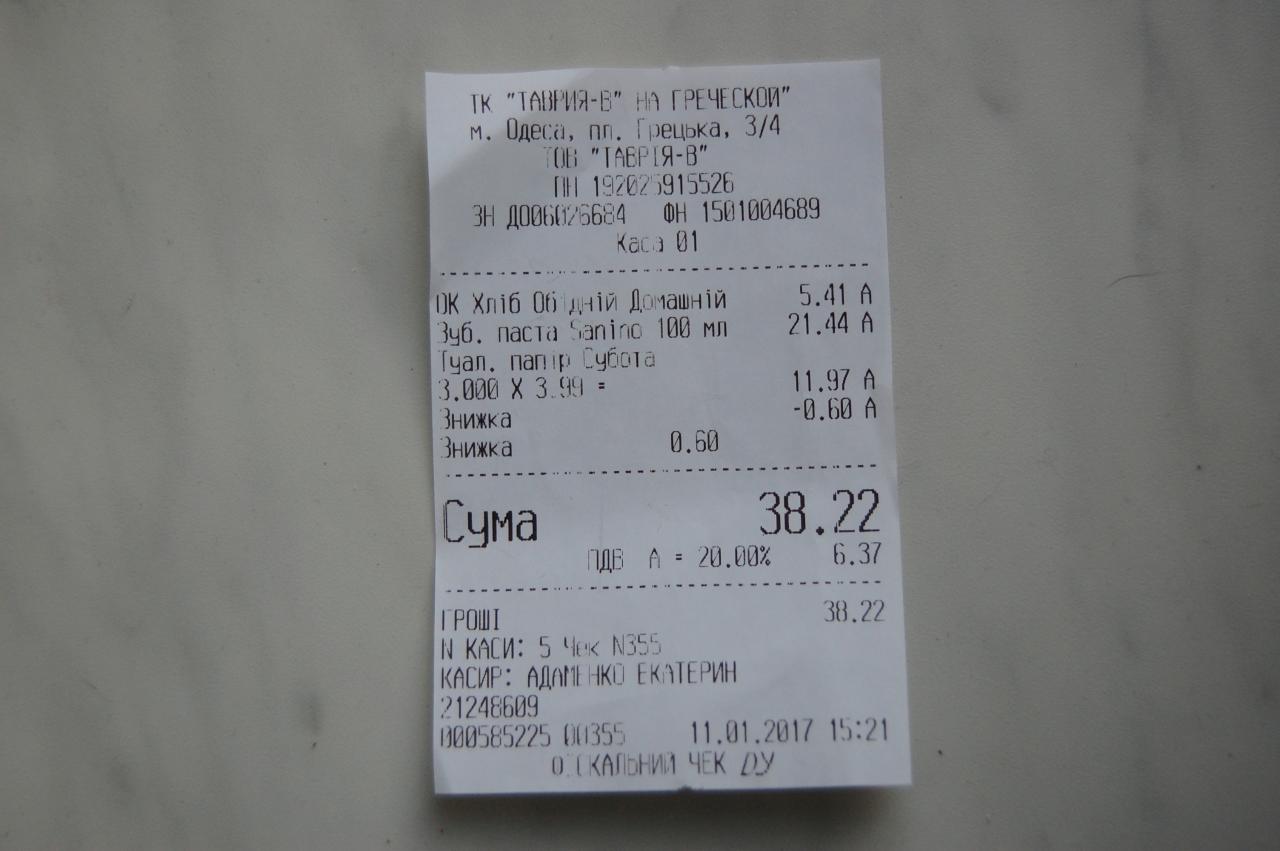 ТК "ТАВРИЯ-В" НА ГРЕЧЕСКОЙ"
м. Одеса, пл. Грецька, 3/4
ТОВ "ТАВРІЯ-В"
ПН 192025915526
ЗН ДО06026684 ФН 1501004689
Каса 01
ОК Хліб Обідній Домашній 5.41 А
Зуб. паста Sanino 100 мл 21.44 А
Туал. папір Субота
3.000 X 3.99 = 11.97 А
Знижка -0.60 А
Знижка 0.60
Сума 38.22
ПДВ А = 20.00% 6.37
ГРОШІ 38.22
N КАСИ: 5 Чек N355
КАСИР: АДАМЕНКО ЕКАТЕРИН
21248609
000585225 00355 11.01.2017 15:21
ФІСКАЛЬНИЙ ЧЕК